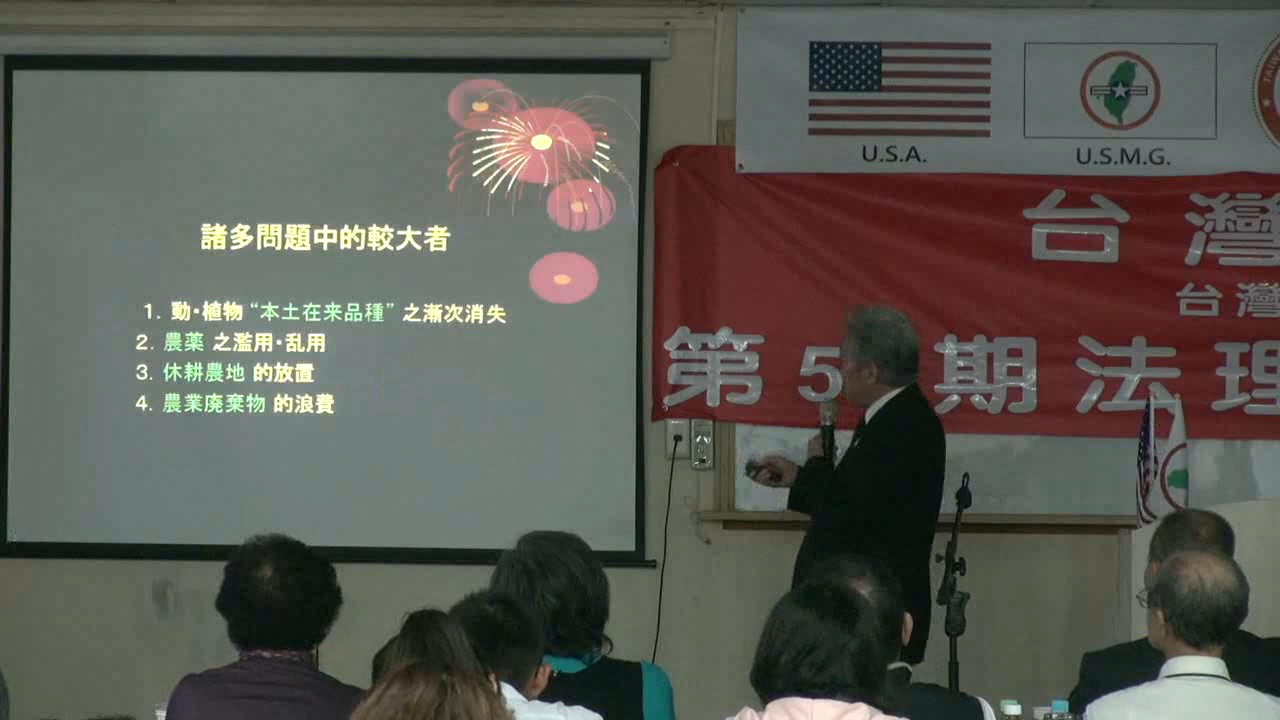 諸多問題中的較大者
1. 動・植物 “本土在来品種” 之漸次消失
2. 農薬 之濫用・乱用
3. 休耕農地 的放置
4. 農業廃棄物 的浪費
U.S.A.
U.S.M.G.
台灣
台灣
第5期法理